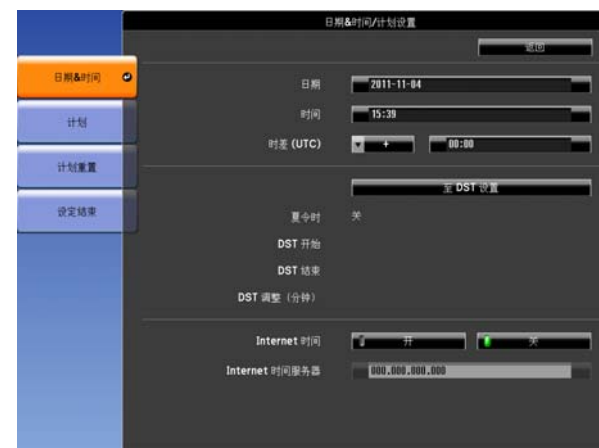 日期&时间/计划设置
返回
日期&时间
计划
计划重置
设定结束
日期 2011-11-04
时间 15:39
时差 (UTC) + 00:00
至 DST 设置
夏令时 关
DST 开始
DST 结束
DST 调整（分钟）
Internet 时间 开 关
Internet 时间服务器 000.000.000.000